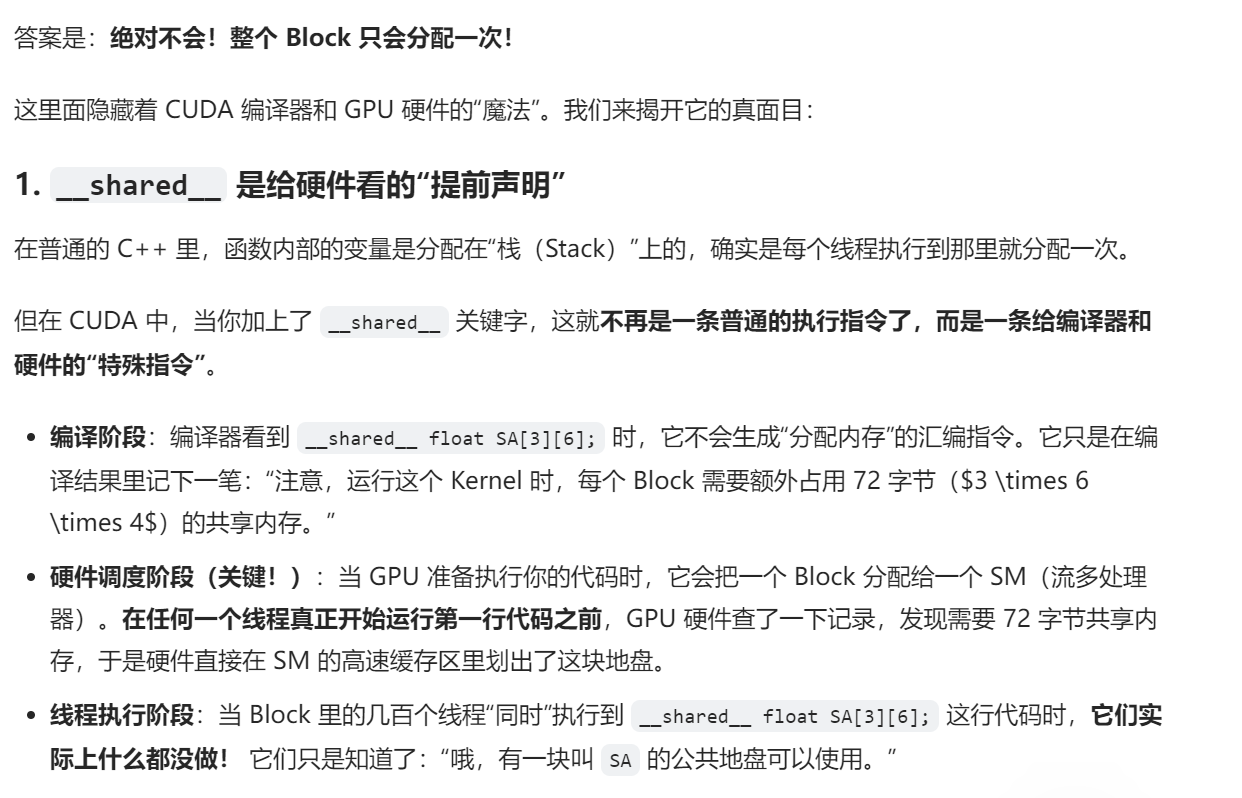 答案是：绝对不会！整个 Block 只会分配一次！
这里面隐藏着 CUDA 编译器和 GPU 硬件的“魔法”。我们来揭开它的真面目：
1. __shared__ 是给硬件看的“提前声明”
在普通的 C++ 里，函数内部的变量是分配在“栈（Stack）”上的，确实是每个线程执行到那里就分配一次。
但在 CUDA 中，当你加上了 __shared__ 关键字，这就不再是一条普通的执行指令了，而是一条给编译器和
硬件的“特殊指令”。
• 编译阶段：编译器看到 __shared__ float SA[3][6]; 时，它不会生成“分配内存”的汇编指令。它只是在编
译结果里记下一笔：“注意，运行这个 Kernel 时，每个 Block 需要额外占用 72 字节（$3 \times 6
\times 4$）的共享内存。”
• 硬件调度阶段（关键！）：当 GPU 准备执行你的代码时，它会把一个 Block 分配给一个 SM（流多处理
器）。在任何一个线程真正开始运行第一行代码之前，GPU 硬件查了一下记录，发现需要 72 字节共享内
存，于是硬件直接在 SM 的高速缓存区里划出了这块地盘。
• 线程执行阶段：当 Block 里的几百个线程“同时”执行到 __shared__ float SA[3][6]; 这行代码时，它们实
际上什么都没做！ 它们只是知道了：“哦，有一块叫 SA 的公共地盘可以使用。”